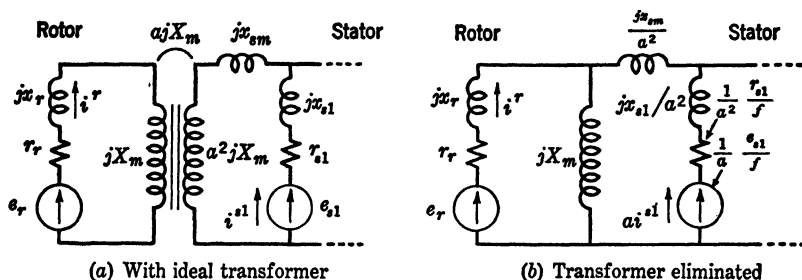 Rotor
ajX_m
jx_sm
Stator
jx_r
i^r
jx_s1
r_r
jX_m
a^2jX_m
r_s1
e_r
i^s1
e_s1
(a) With ideal transformer
Rotor
jx_sm/a^2
Stator
jx_r
i^r
jx_s1/a^2
1/a^2 r_s1/f
r_r
jX_m
1/a e_s1/f
e_r
ai^s1
(b) Transformer eliminated